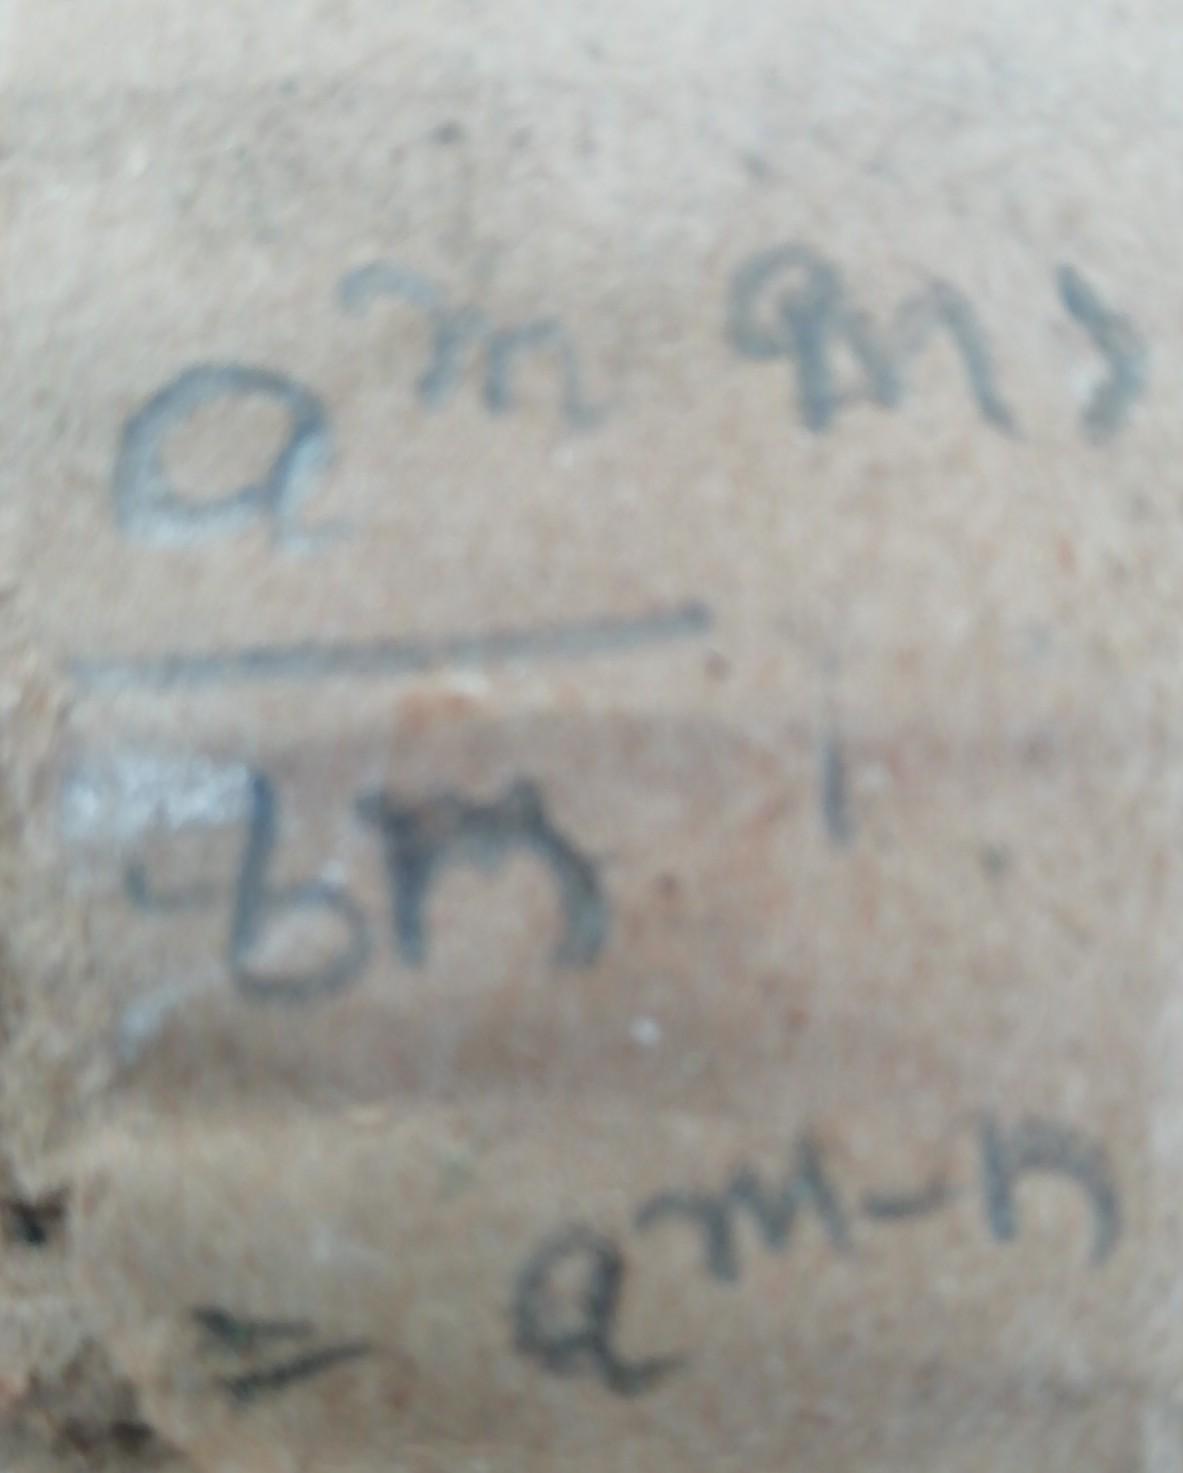 a^m
b^n
= a^m-n